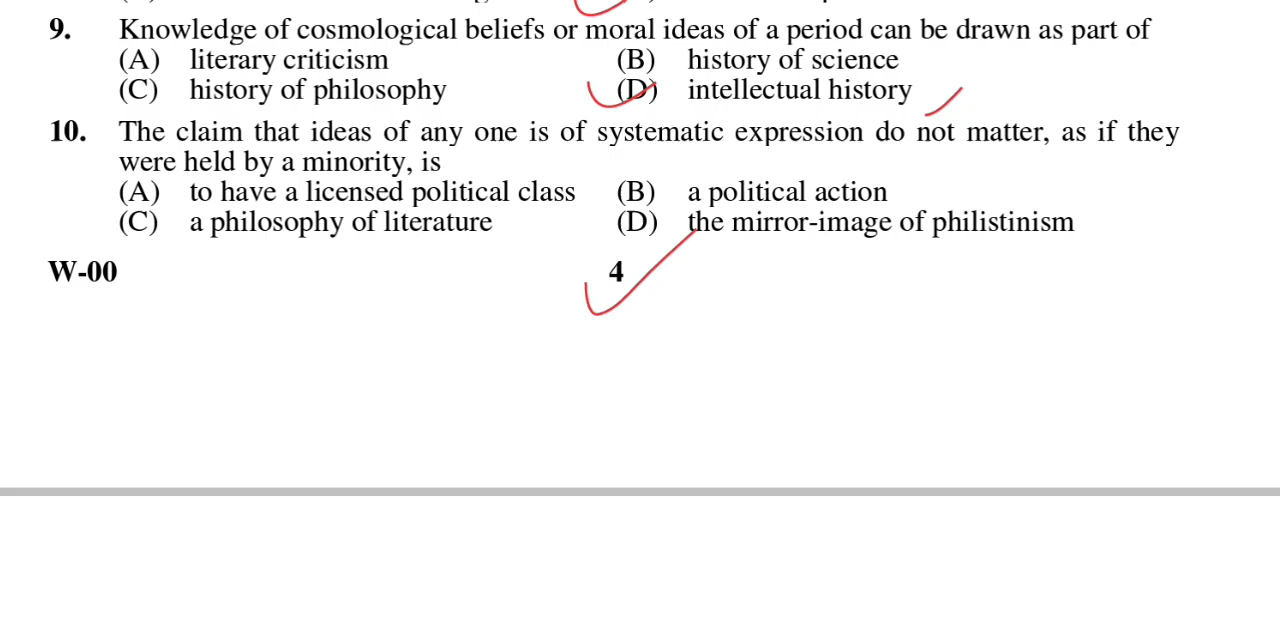 9. Knowledge of cosmological beliefs or moral ideas of a period can be drawn as part of
(A) literary criticism (B) history of science
(C) history of philosophy (D) intellectual history
10. The claim that ideas of any one is of systematic expression do not matter, as if they
were held by a minority, is
(A) to have a licensed political class (B) a political action
(C) a philosophy of literature (D) the mirror-image of philistinism
W-00 4